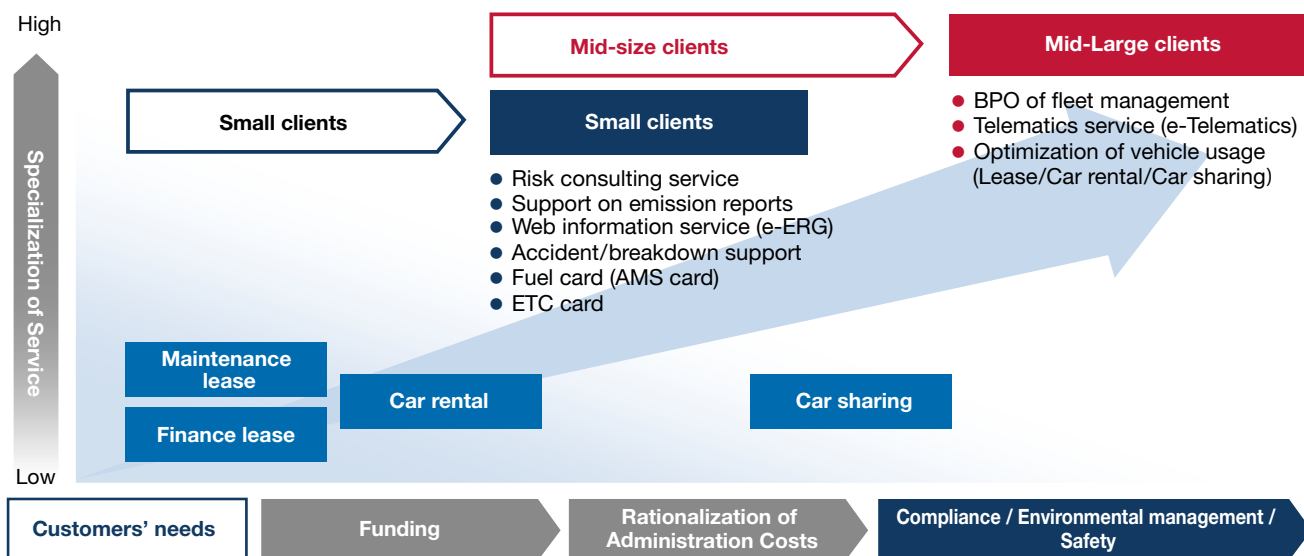 High
Mid-size clients
Mid-Large clients
Small clients
Small clients
● BPO of fleet management
● Telematics service (e-Telematics)
● Optimization of vehicle usage
(Lease/Car rental/Car sharing)
● Risk consulting service
● Support on emission reports
● Web information service (e-ERG)
● Accident/breakdown support
● Fuel card (AMS card)
● ETC card
Specialization of Service
Maintenance
lease
Car rental
Car sharing
Finance lease
Low
Customers’ needs
Funding
Rationalization of
Administration Costs
Compliance / Environmental management /
Safety